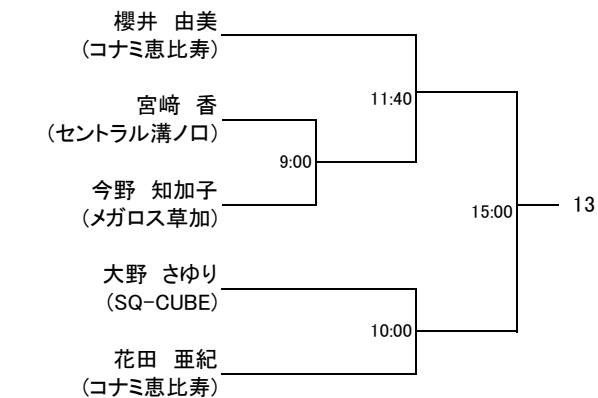 櫻井　由美
（コナミ恵比寿）
11:40
宮﨑　香
（セントラル溝ノ口）
9:00
今野　知加子
（メガロス草加）
15:00
13
大野　さゆり
（SQ-CUBE）
10:00
花田　亜紀
（コナミ恵比寿）